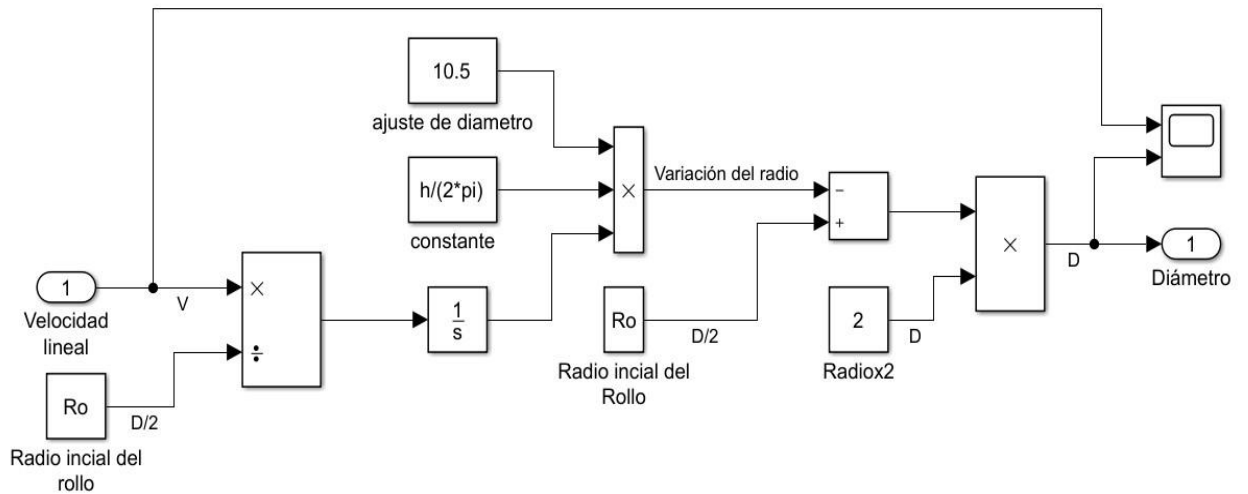 10.5
ajuste de diametro
h/(2*pi)
constante
×
Variación del radio
−
+
×
D
1
Diámetro
1
Velocidad
lineal
V
×
÷
1
s
Ro
D/2
Radio incial del
Rollo
2
D
Radiox2
Ro
D/2
Radio incial del
rollo